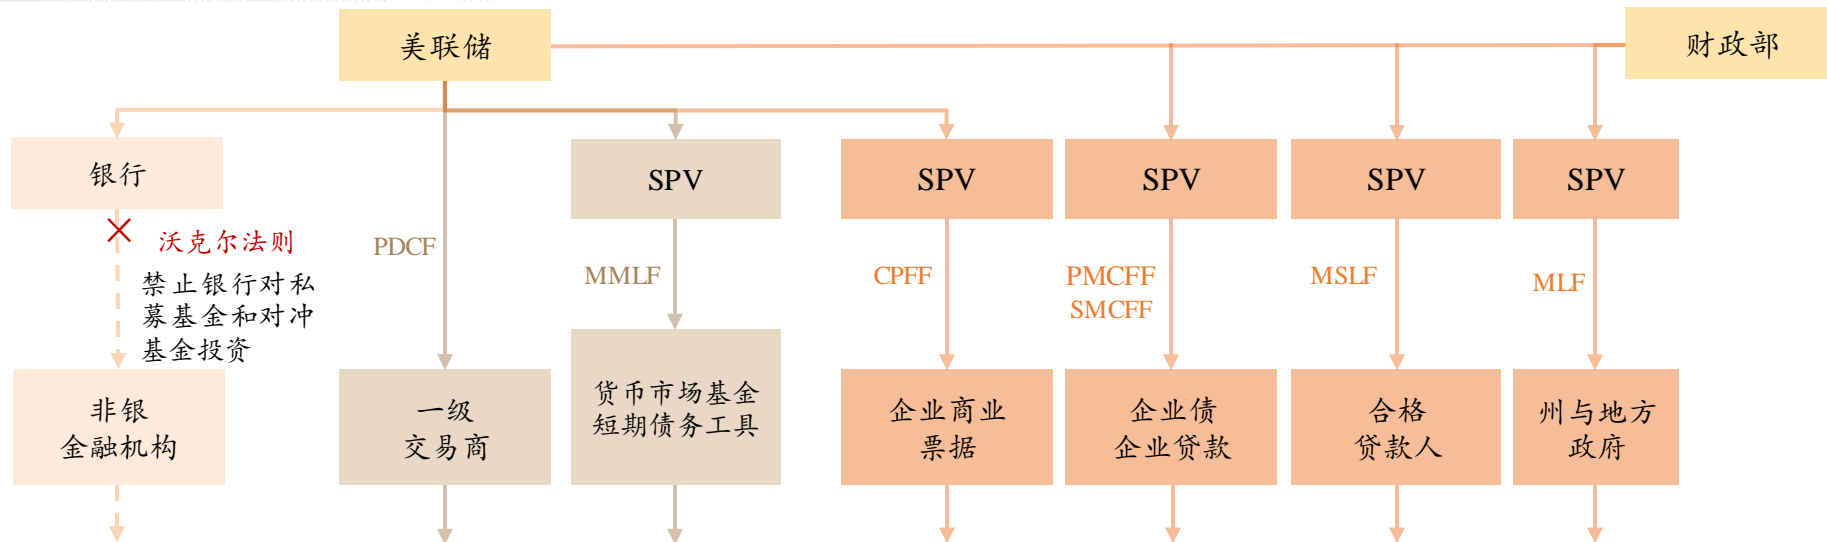 美联储
财政部
银行
SPV
SPV
SPV
SPV
SPV
沃克尔法则
禁止银行对私
募基金和对冲
基金投资
PDCF
MMLF
CPFF
PMCFF
SMCFF
MSLF
MLF
非银
金融机构
一级
交易商
货币市场基金
短期债务工具
企业商业
票据
企业债
企业贷款
合格
贷款人
州与地方
政府